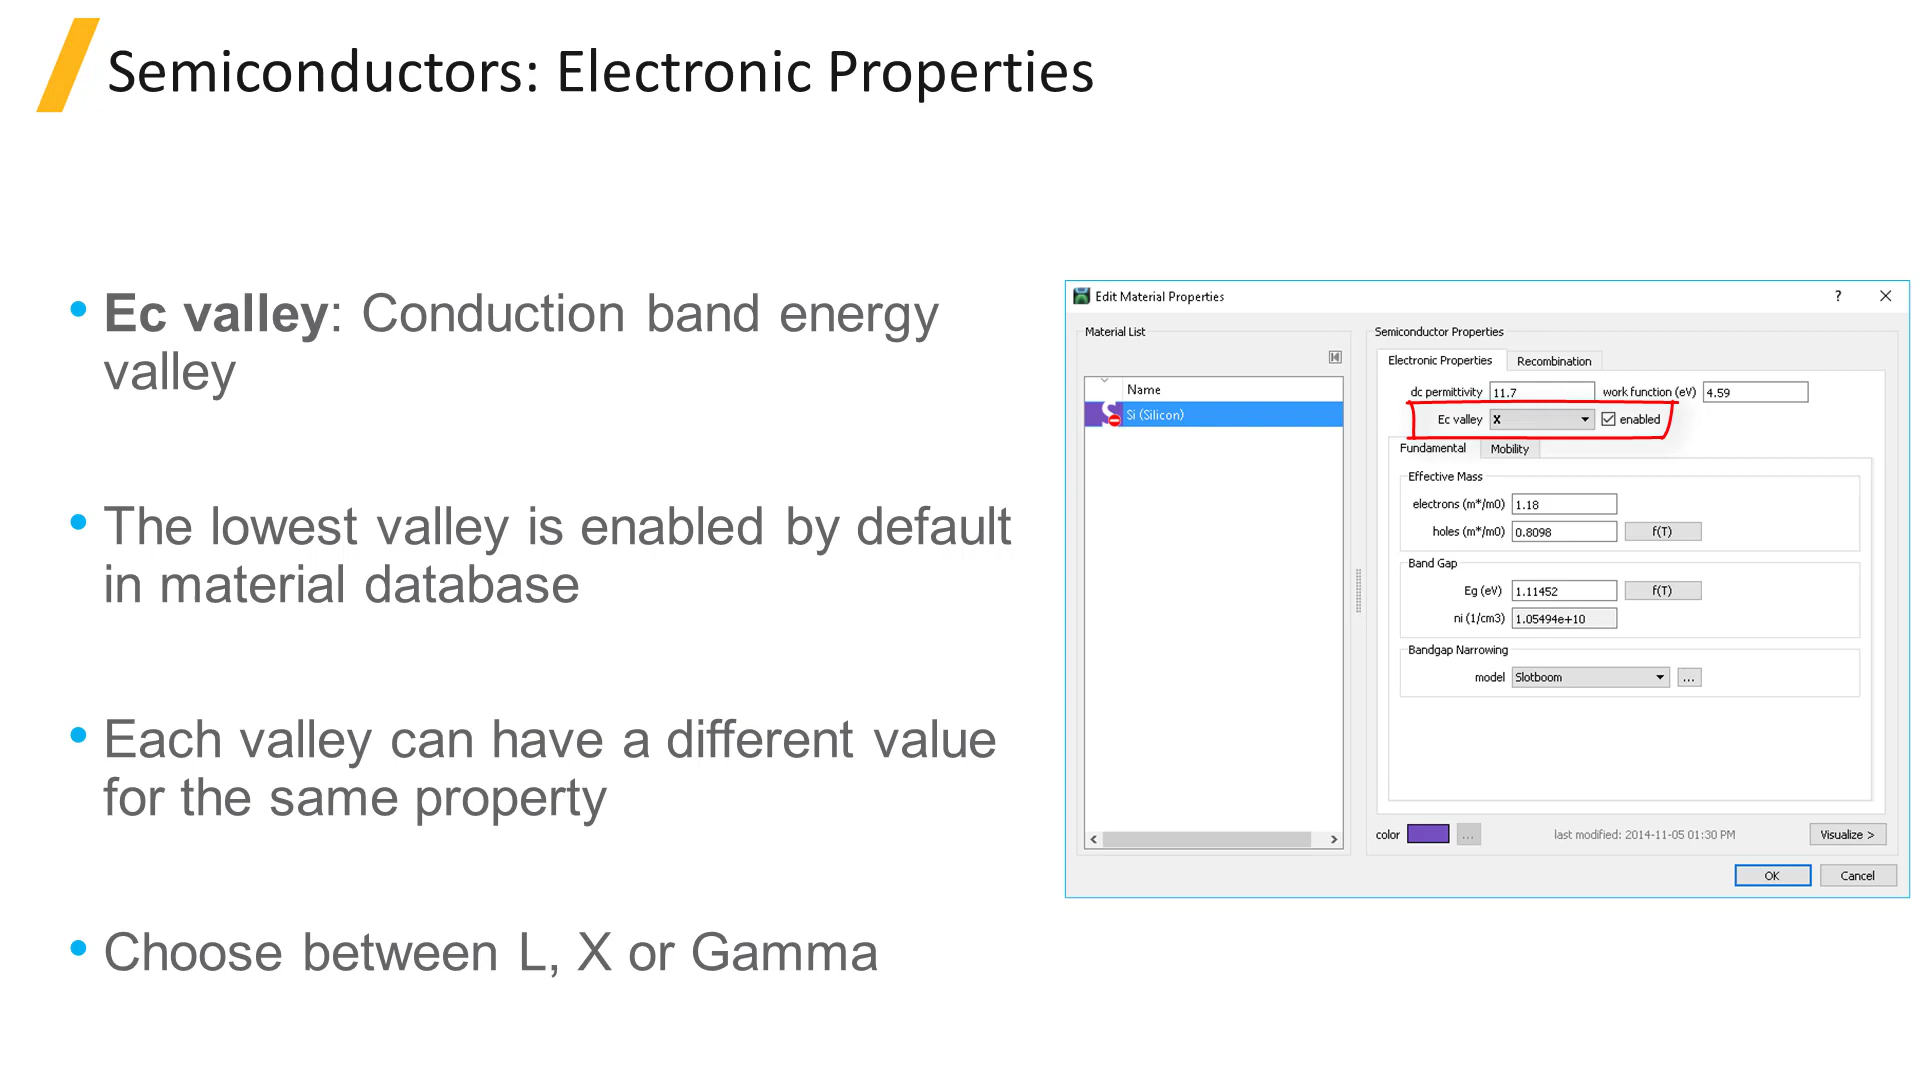 Semiconductors: Electronic Properties
• Ec valley: Conduction band energy
valley
• The lowest valley is enabled by default
in material database
• Each valley can have a different value
for the same property
• Choose between L, X or Gamma
Edit Material Properties
?
Material List
Name
Si (Silicon)
Semiconductor Properties
Electronic Properties Recombination
dc permittivity 11.7 work function (eV) 4.59
Ec valley X enabled
Fundamental Mobility
Effective Mass
electrons (m*/m0) 1.18
holes (m*/m0) 0.8098 f(T)
Band Gap
Eg (eV) 1.11452 f(T)
ni (1/cm3) 1.05494e+10
Bandgap Narrowing
model Slotboom ...
color ... last modified: 2014-11-05 01:30 PM Visualize >
OK Cancel